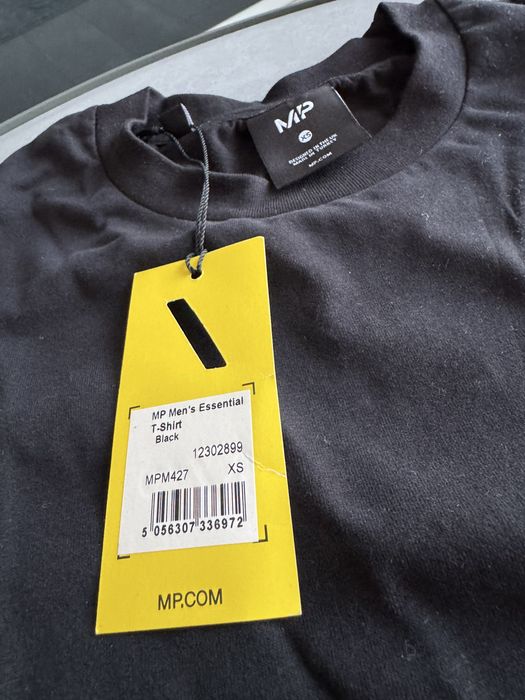 MP
XS
DESIGNED IN THE UK
MADE IN TURKEY
MP.COM
MP Men's Essential
T-Shirt
Black
12302899
MPM427 XS
5 056307 336972
MP.COM